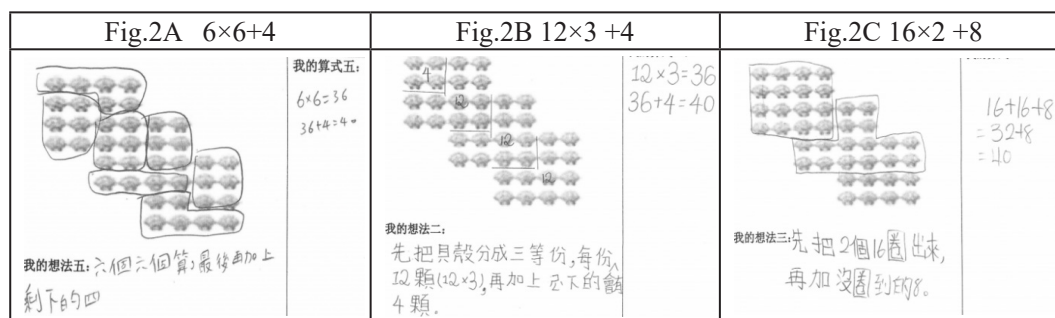 Fig.2A 6×6+4
Fig.2B 12×3 +4
Fig.2C 16×2 +8
我的算式五:
6×6=36
36+4=40
我的想法五:六個六個算,最後再加上
剩下的四
4
12
12
12
12×3=36
36+4=40
我的想法二:
先把貝殼分成三等份,每份
12顆(12×3),再加上 下的
4顆.
16+16+8
=32+8
=40
我的想法三:先把2個16圈出來,
再加沒圈到的8。